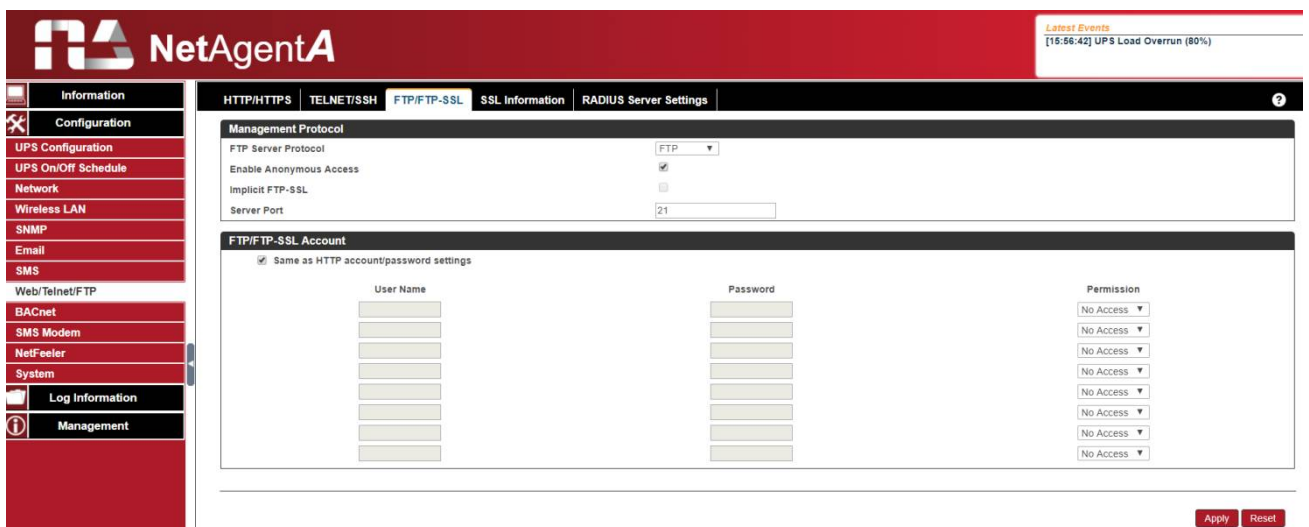 NetAgentA
Latest Events
[15:56:42] UPS Load Overrun (80%)
Information
Configuration
UPS Configuration
UPS On/Off Schedule
Network
Wireless LAN
SNMP
Email
SMS
Web/Telnet/FTP
BACnet
SMS Modem
NetFeeler
System
Log Information
Management
HTTP/HTTPS TELNET/SSH FTP/FTP-SSL SSL Information RADIUS Server Settings ?
Management Protocol
FTP Server Protocol FTP
Enable Anonymous Access
Implicit FTP-SSL
Server Port 21
FTP/FTP-SSL Account
Same as HTTP account/password settings
User Name Password Permission
No Access
No Access
No Access
No Access
No Access
No Access
No Access
No Access
Apply Reset